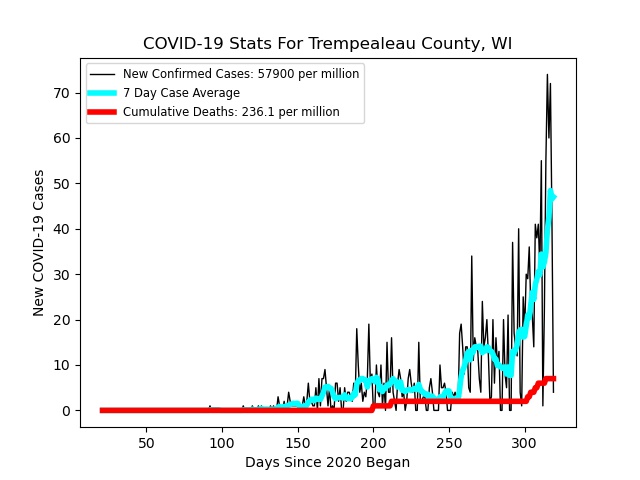 COVID-19 Stats For Trempealeau County, WI
New Confirmed Cases: 57900 per million
7 Day Case Average
Cumulative Deaths: 236.1 per million
New COVID-19 Cases
70
60
50
40
30
20
10
0
50 100 150 200 250 300
Days Since 2020 Began